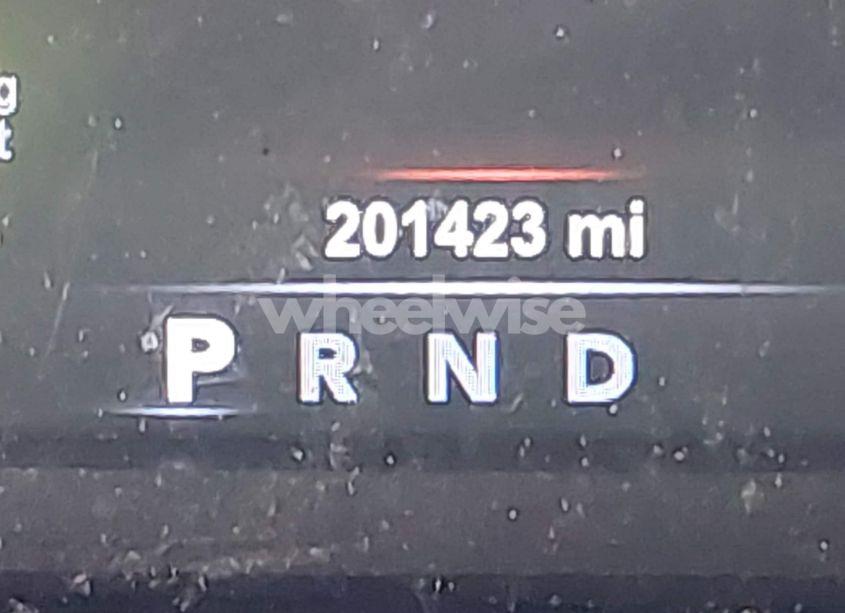 g
t
201423 mi
wheelwise
P R N D